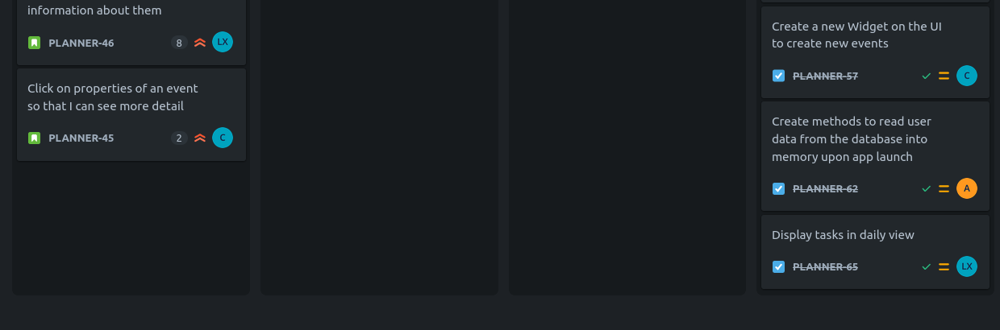 information about them
PLANNER-46
8
LX
Click on properties of an event
so that I can see more detail
PLANNER-45
2
C
Create a new Widget on the UI
to create new events
PLANNER-57
C
Create methods to read user
data from the database into
memory upon app launch
PLANNER-62
A
Display tasks in daily view
PLANNER-65
LX